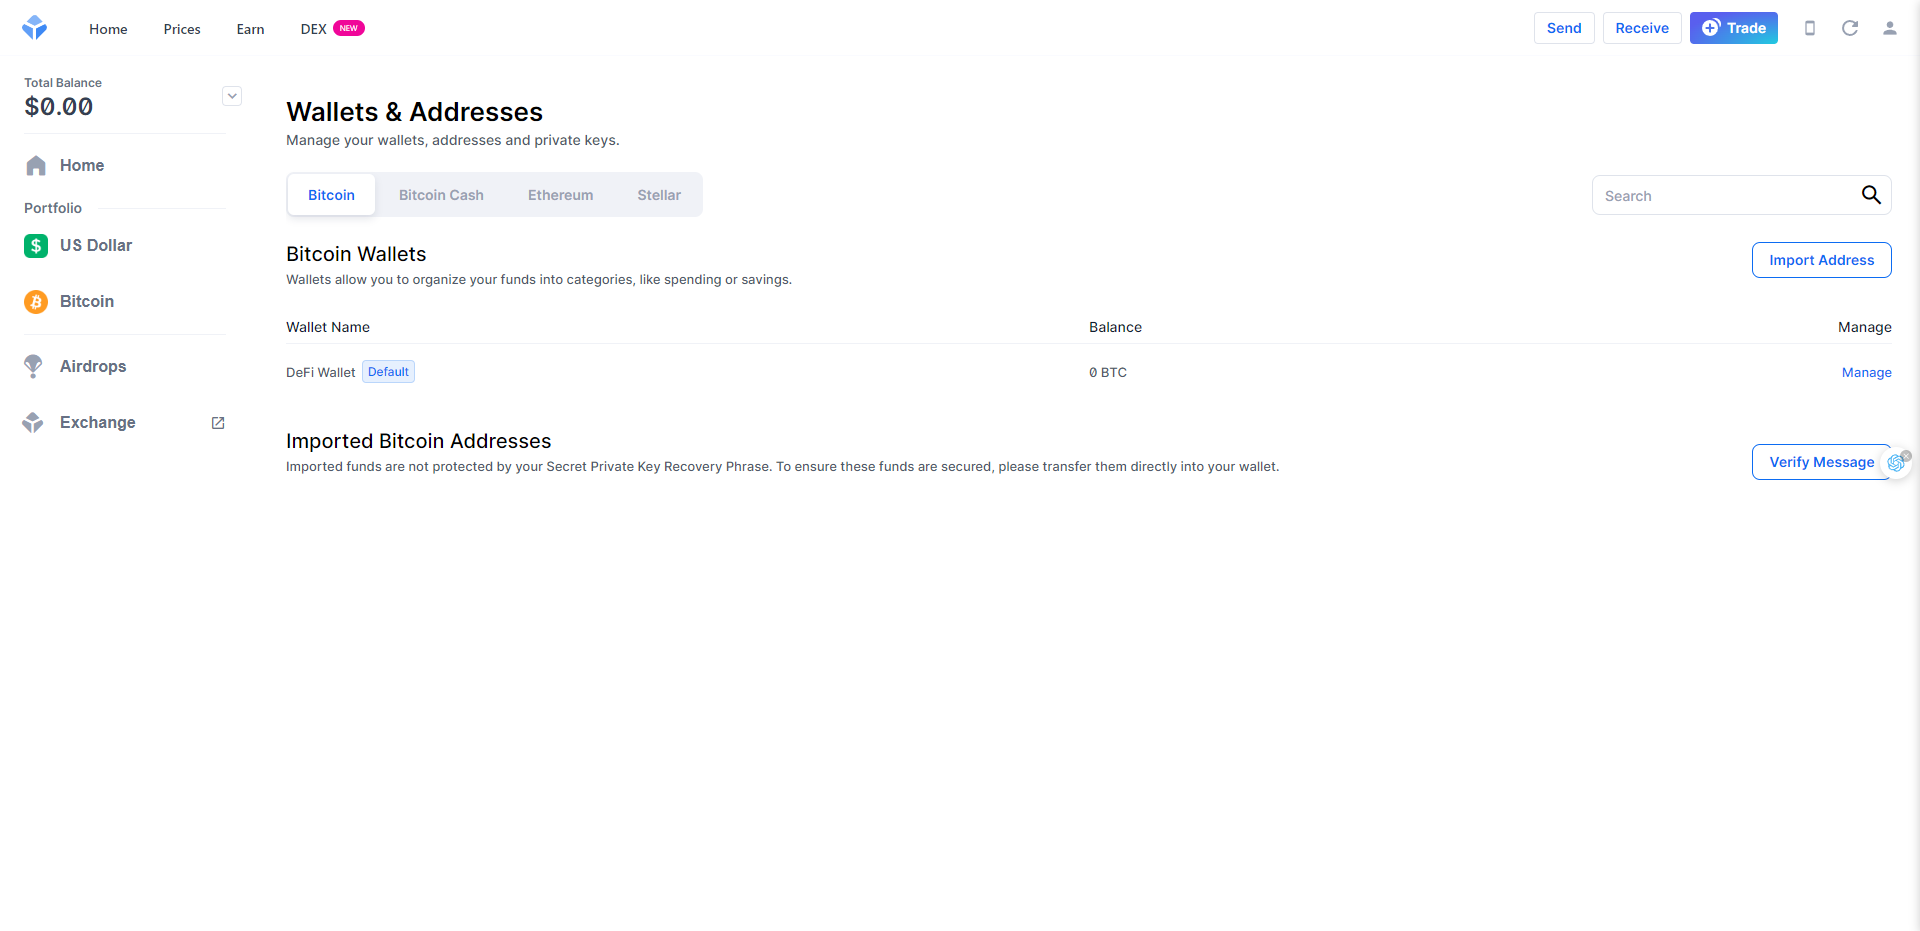 Home
Prices
Earn
DEX NEW
Send
Receive
Trade
Total Balance
$0.00
Home
Portfolio
US Dollar
Bitcoin
Airdrops
Exchange
Wallets & Addresses
Manage your wallets, addresses and private keys.
Bitcoin
Bitcoin Cash
Ethereum
Stellar
Search
Bitcoin Wallets
Wallets allow you to organize your funds into categories, like spending or savings.
Import Address
Wallet Name
Balance
Manage
DeFi Wallet Default
0 BTC
Manage
Imported Bitcoin Addresses
Imported funds are not protected by your Secret Private Key Recovery Phrase. To ensure these funds are secured, please transfer them directly into your wallet.
Verify Message